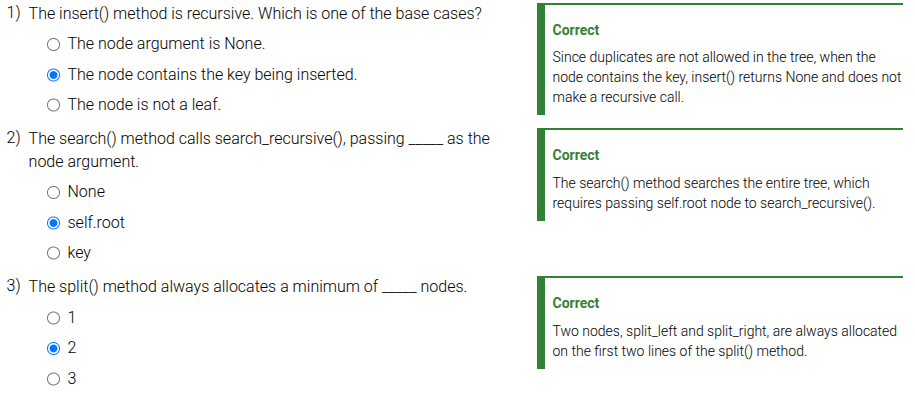 1) The insert() method is recursive. Which is one of the base cases?
The node argument is None.
The node contains the key being inserted.
The node is not a leaf.
Correct
Since duplicates are not allowed in the tree, when the
node contains the key, insert() returns None and does not
make a recursive call.
2) The search() method calls search_recursive(), passing _____ as the
node argument.
None
self.root
key
Correct
The search() method searches the entire tree, which
requires passing self.root node to search_recursive().
3) The split() method always allocates a minimum of _____ nodes.
1
2
3
Correct
Two nodes, split_left and split_right, are always allocated
on the first two lines of the split() method.